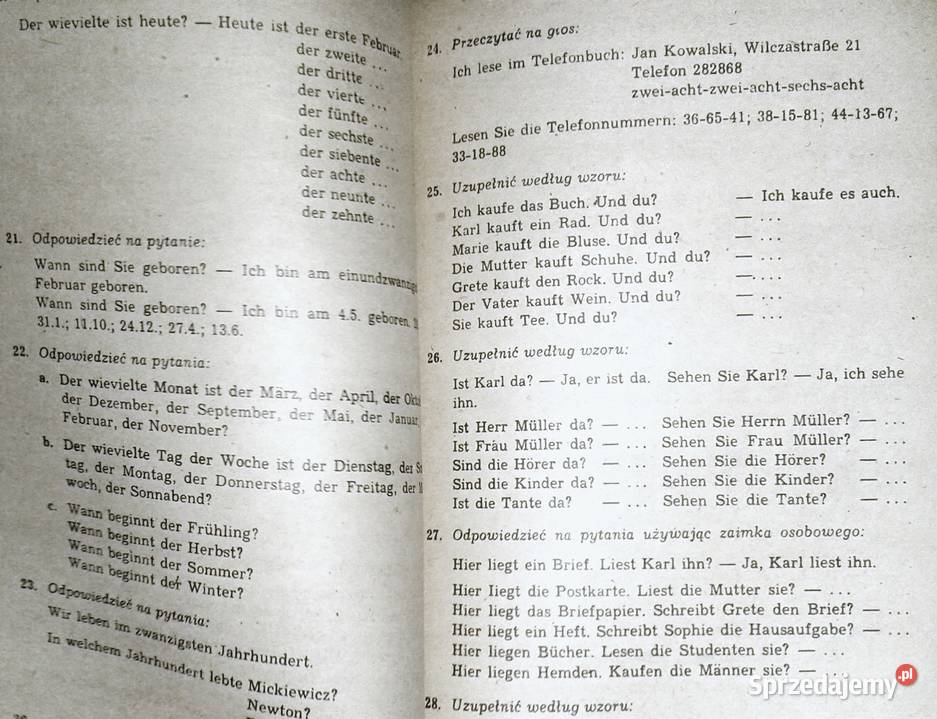 Der wievielte ist heute? — Heute ist der erste Februar
der zweite ...
der dritte ...
der vierte ...
der fünfte ...
der sechste ...
der siebente ...
der achte ...
der neunte ...
der zehnte ...
21. Odpowiedzieć na pytanie:
Wann sind Sie geboren? — Ich bin am
Februar geboren.
Wann sind Sie geboren? — Ich bin am 4.5. geboren.
31.1.; 11.10.; 24.12.; 27.4.; 13.6.
22. Odpowiedzieć na pytania:
a. Der wievielte Monat ist der März, der April, der
der Dezember, der September, der Mai, der
Februar, der November?
b. Der wievielte Tag der Woche ist der Dienstag, der
tag, der Montag, der Donnerstag, der Freitag, der
woch, der Sonnabend?
c. Wann beginnt der Frühling?
Wann beginnt der Herbst?
Wann beginnt der Sommer?
Wann beginnt der Winter?
23. Odpowiedzieć na pytania:
Wir leben im zwanzigsten Jahrhundert.
In welchem Jahrhundert lebte Mickiewicz?
Newton?
24. Przeczytać na głos:
Ich lese im Telefonbuch: Jan Kowalski, Wilczastraße 21
Telefon 282868
zwei-acht-zwei-acht-sechs-acht
Lesen Sie die Telefonnummern: 36-65-41; 38-15-81; 44-13-67;
33-18-88
25. Uzupełnić według wzoru:
Ich kaufe das Buch. Und du? — Ich kaufe es auch.
Karl kauft ein Rad. Und du? — ...
Marie kauft die Bluse. Und du? — ...
Die Mutter kauft Schuhe. Und du? — ...
Grete kauft den Rock. Und du? — ...
Der Vater kauft Wein. Und du? — ...
Sie kauft Tee. Und du? — ...
26. Uzupełnić według wzoru:
Ist Karl da? — Ja, er ist da. Sehen Sie Karl? — Ja, ich sehe
ihn.
Ist Herr Müller da? — ... Sehen Sie Herrn Müller? — ...
Ist Frau Müller da? — ... Sehen Sie Frau Müller? — ...
Sind die Hörer da? — ... Sehen Sie die Hörer? — ...
Sind die Kinder da? — ... Sehen Sie die Kinder? — ...
Ist die Tante da? — ... Sehen Sie die Tante? — ...
27. Odpowiedzieć na pytania używając zaimka osobowego:
Hier liegt ein Brief. Liest Karl ihn? — Ja, Karl liest ihn.
Hier liegt die Postkarte. Liest die Mutter sie? — ...
Hier liegt das Briefpapier. Schreibt Grete den Brief? — ...
Hier liegt ein Heft. Schreibt Sophie die Hausaufgabe? — ...
Hier liegen Bücher. Lesen die Studenten sie? — ...
Hier liegen Hemden. Kaufen die Männer sie? — ...
28. Uzupełnić według wzoru:
Sprzedajemy.pl